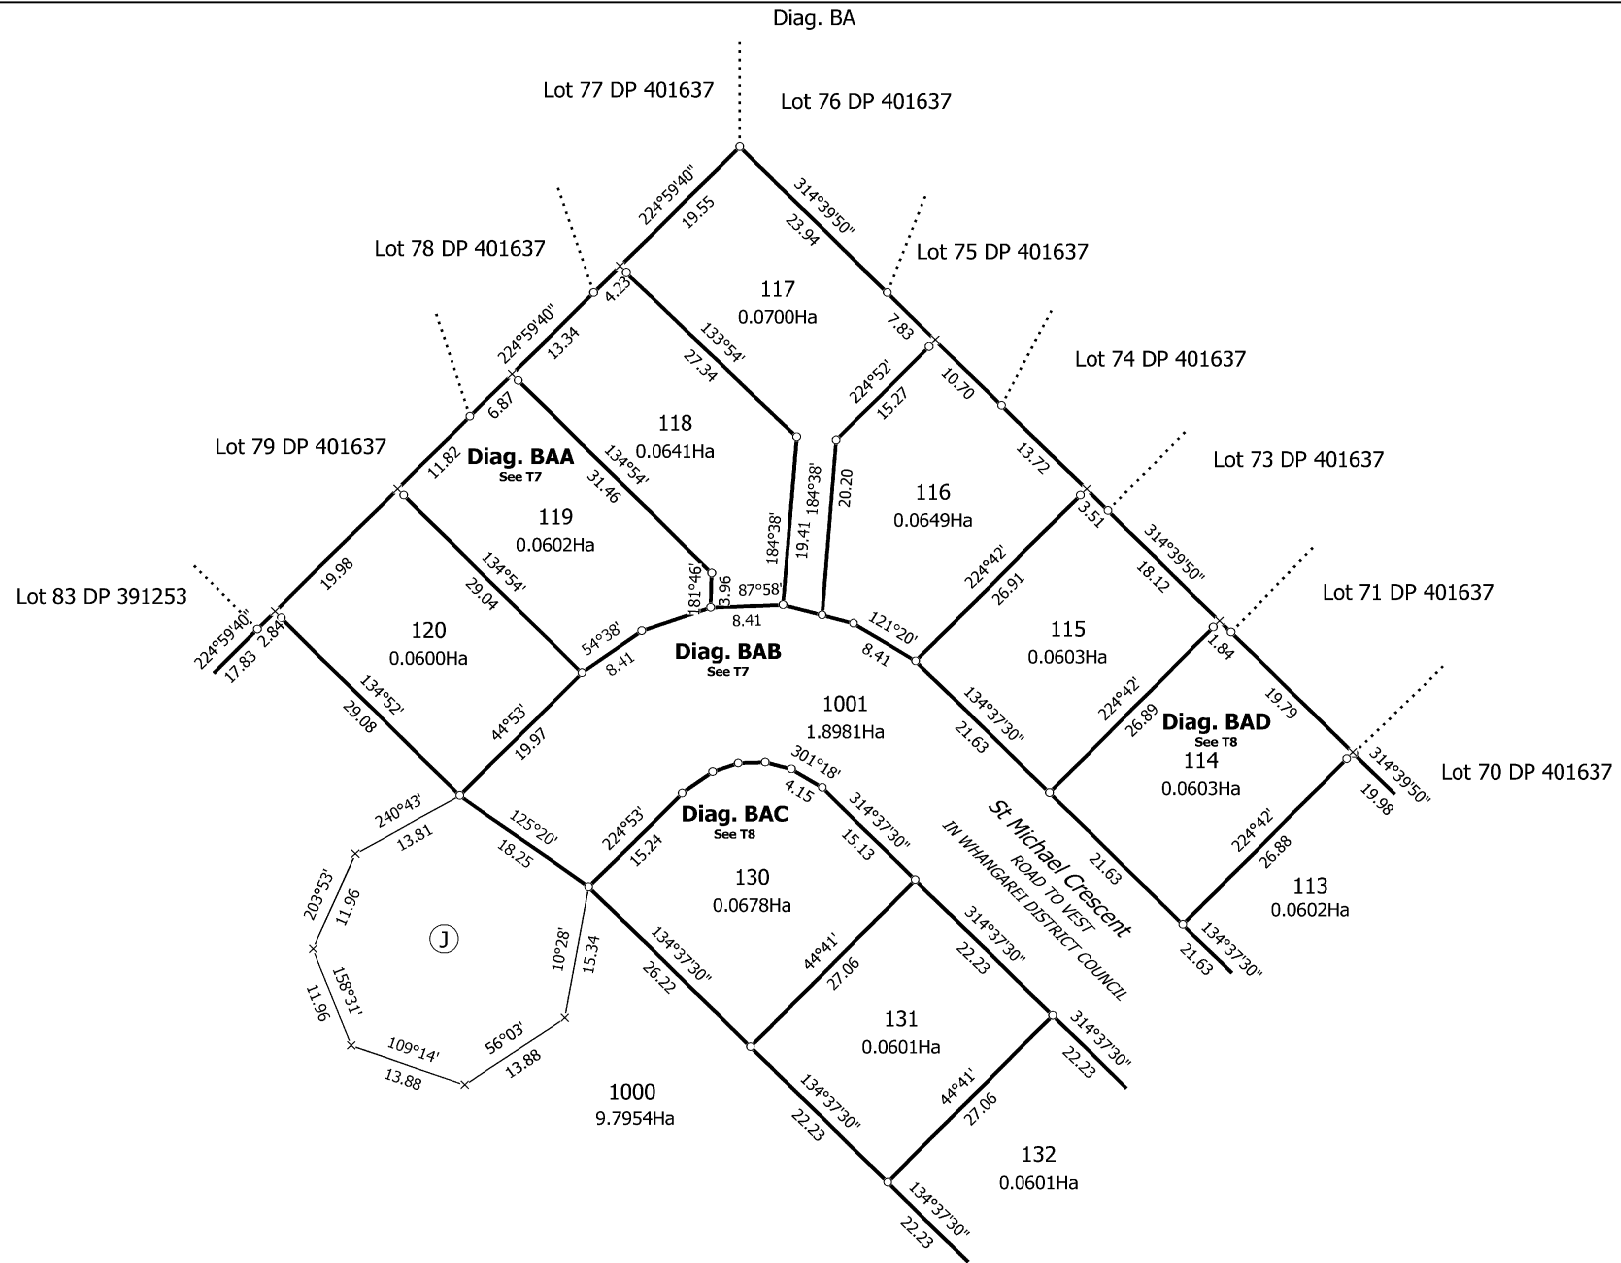 Diag. BA
Lot 77 DP 401637
Lot 76 DP 401637
224°59'40"
19.55
314°39'50"
23.94
Lot 78 DP 401637
Lot 75 DP 401637
4.23
117
0.0700Ha
7.83
224°59'40"
13.34
133°54'
27.34
224°52'
15.27
10.70
Lot 74 DP 401637
6.87
118
0.0641Ha
Lot 79 DP 401637
11.82
Diag. BAA
See T7
134°54'
31.46
13.72
Lot 73 DP 401637
184°38'
20.20
116
0.0649Ha
3.51
119
0.0602Ha
184°38'
19.41
314°39'50"
18.12
19.98
134°54'
29.04
224°42'
26.91
Lot 83 DP 391253
181°46'
3.96
87°58'
8.41
Lot 71 DP 401637
224°59'40"
2.84
17.83
120
0.0600Ha
54°38'
8.41
121°20'
8.41
115
0.0603Ha
1.84
Diag. BAB
See T7
134°52'
29.08
44°53'
19.97
1001
1.8981Ha
134°37'30"
21.63
224°42'
26.89
19.79
Diag. BAD
See T8
114
0.0603Ha
301°18'
4.15
314°39'50"
19.98
Lot 70 DP 401637
240°43'
13.81
125°20'
18.25
224°53'
15.24
Diag. BAC
See T8
314°37'30"
15.13
St Michael Crescent
ROAD TO VEST
IN WHANGAREI DISTRICT COUNCIL
21.63
224°42'
26.88
130
0.0678Ha
113
0.0602Ha
203°53'
11.96
J
10°28'
15.34
134°37'30"
26.22
44°41'
27.06
314°37'30"
22.23
134°37'30"
21.63
158°31'
11.96
131
0.0601Ha
314°37'30"
22.23
109°14'
13.88
56°03'
13.88
1000
9.7954Ha
134°37'30"
22.23
44°41'
27.06
132
0.0601Ha
134°37'30"
22.23